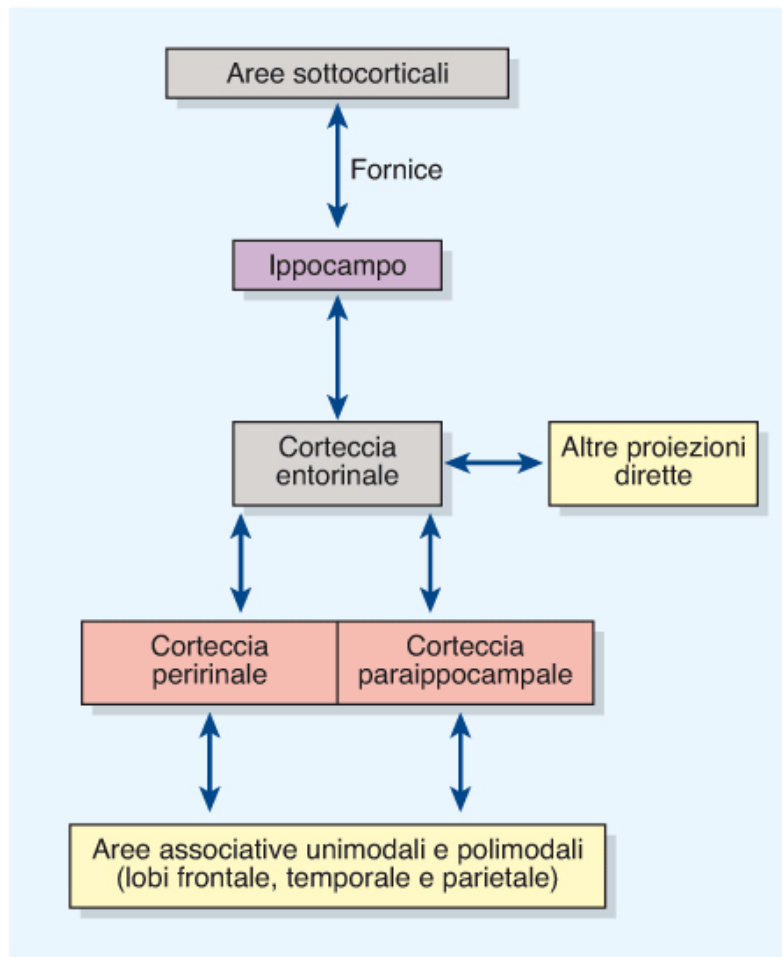 Aree sottocorticali
Fornice
Ippocampo
Corteccia
entorinale
Altre proiezioni
dirette
Corteccia
peririnale
Corteccia
paraippocampale
Aree associative unimodali e polimodali
(lobi frontale, temporale e parietale)